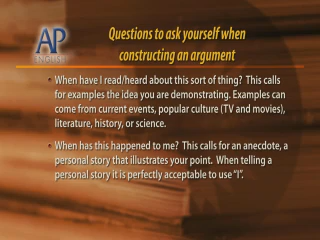 AP
ENGLISH
Questions to ask yourself when
constructing an argument
• When have I read/heard about this sort of thing? This calls
for examples the idea you are demonstrating. Examples can
come from current events, popular culture (TV and movies),
literature, history, or science.
• When has this happened to me? This calls for an anecdote, a
personal story that illustrates your point. When telling a
personal story it is perfectly acceptable to use “I”.